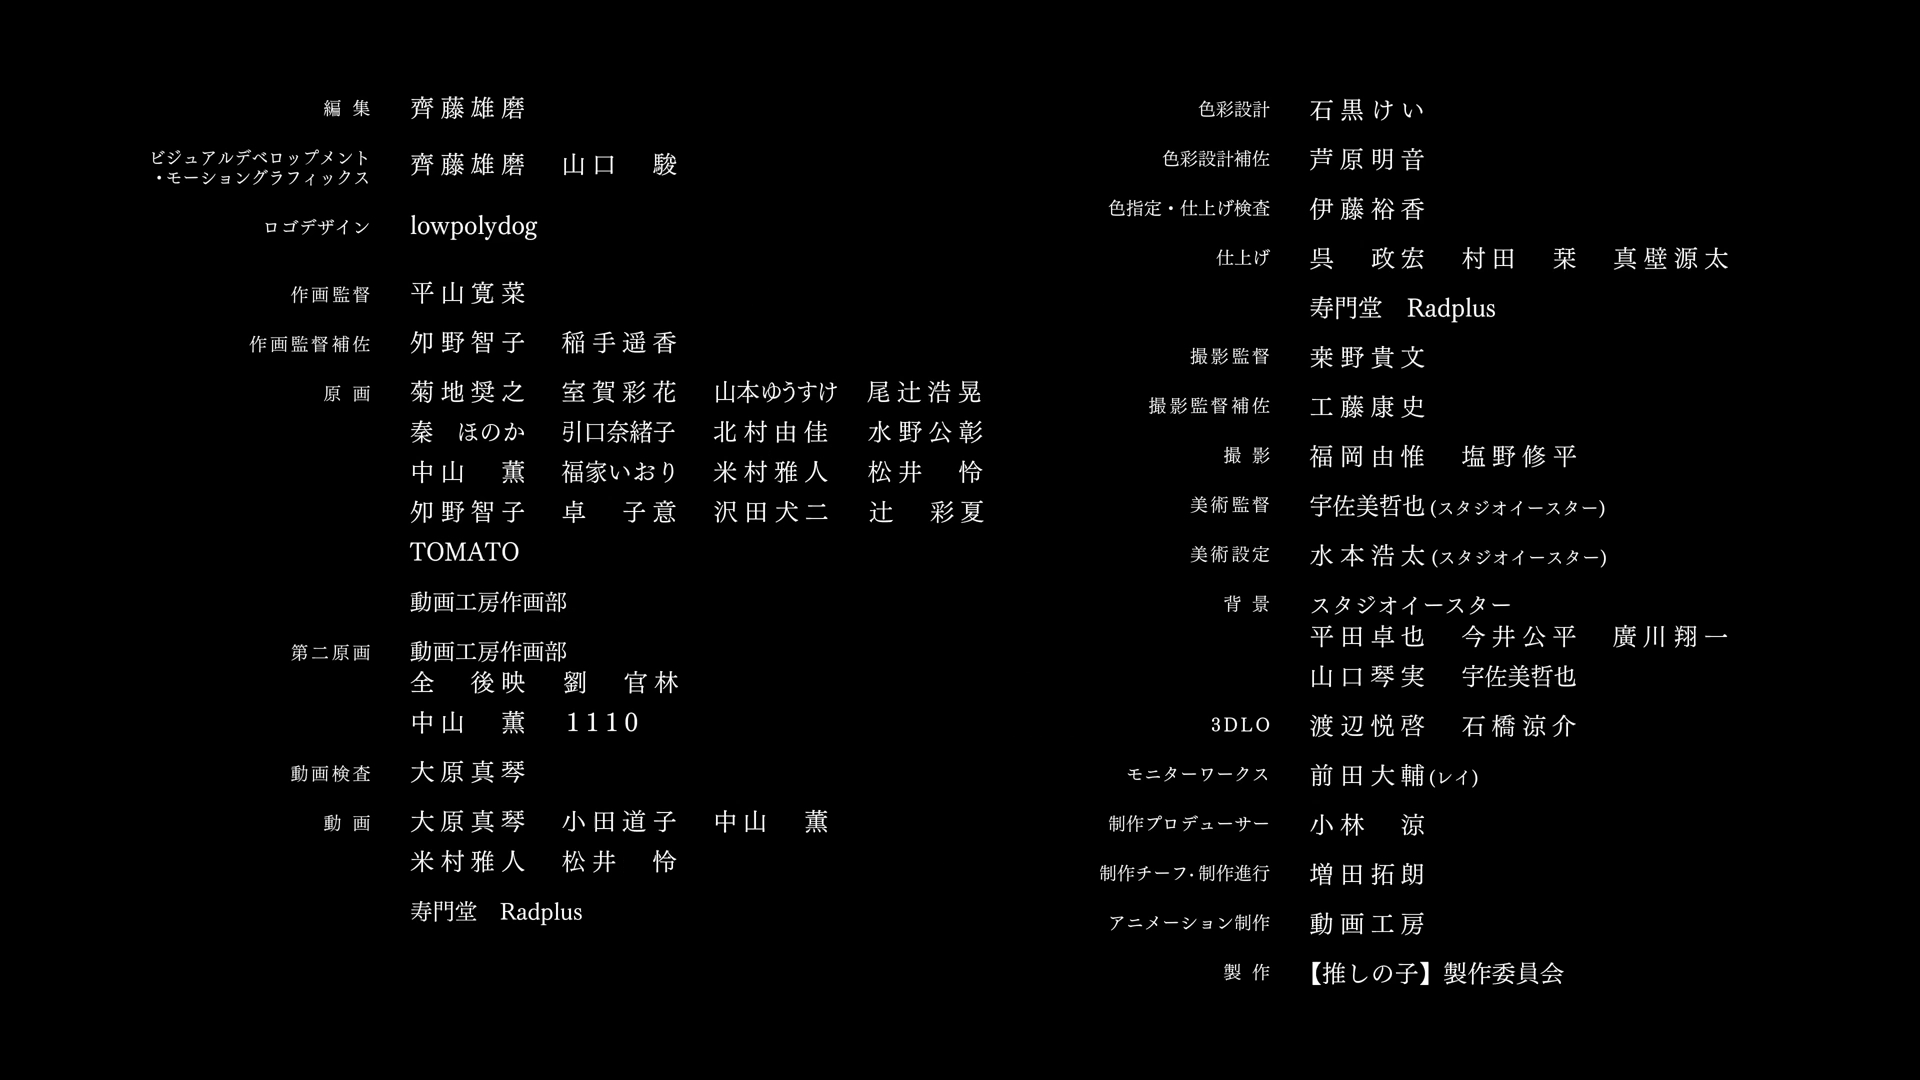 編 集　齊藤雄磨
ビジュアルデベロップメント
・モーショングラフィックス　齊藤雄磨　山口 駿
ロゴデザイン　lowpolydog
作画監督　平山寛菜
作画監督補佐　夘野智子　稲手遥香
原 画　菊地奨之　室賀彩花　山本ゆうすけ　尾辻浩晃
秦 ほのか　引口奈緒子　北村由佳　水野公彰
中山 薫　福家いおり　米村雅人　松井 怜
夘野智子　卓 子意　沢田犬二　辻 彩夏
TOMATO
動画工房作画部
第二原画　動画工房作画部
全 後映　劉 官林
中山 薫　1110
動画検査　大原真琴
動 画　大原真琴　小田道子　中山 薫
米村雅人　松井 怜
寿門堂　Radplus
色彩設計　石黒けい
色彩設計補佐　芦原明音
色指定・仕上げ検査　伊藤裕香
仕上げ　呉 政宏　村田 栞　真壁源太
寿門堂　Radplus
撮影監督　桒野貴文
撮影監督補佐　工藤康史
撮 影　福岡由惟　塩野修平
美術監督　宇佐美哲也(スタジオイースター)
美術設定　水本浩太(スタジオイースター)
背 景　スタジオイースター
平田卓也　今井公平　廣川翔一
山口琴実　宇佐美哲也
3DLO　渡辺悦啓　石橋涼介
モニターワークス　前田大輔(レイ)
制作プロデューサー　小林 涼
制作チーフ・制作進行　増田拓朗
アニメーション制作　動画工房
製 作　【推しの子】製作委員会